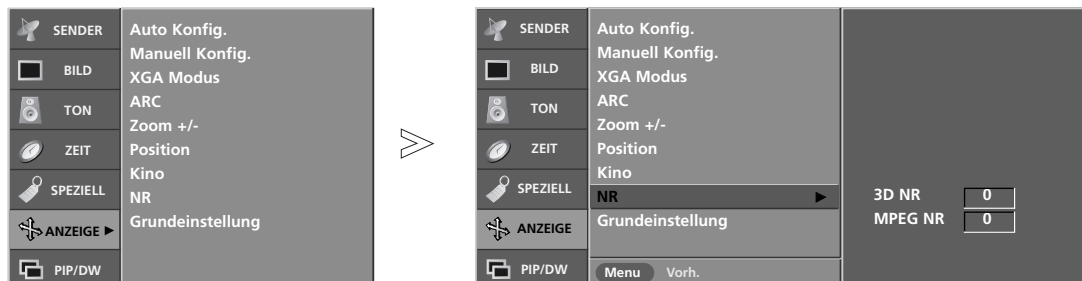 SENDER
BILD
TON
ZEIT
SPEZIELL
ANZEIGE ►
PIP/DW
Auto Konfig.
Manuell Konfig.
XGA Modus
ARC
Zoom +/-
Position
Kino
NR
Grundeinstellung
SENDER
BILD
TON
ZEIT
SPEZIELL
ANZEIGE
PIP/DW
Auto Konfig.
Manuell Konfig.
XGA Modus
ARC
Zoom +/-
Position
Kino
NR ►
Grundeinstellung
Menu Vorh.
3D NR 0
MPEG NR 0